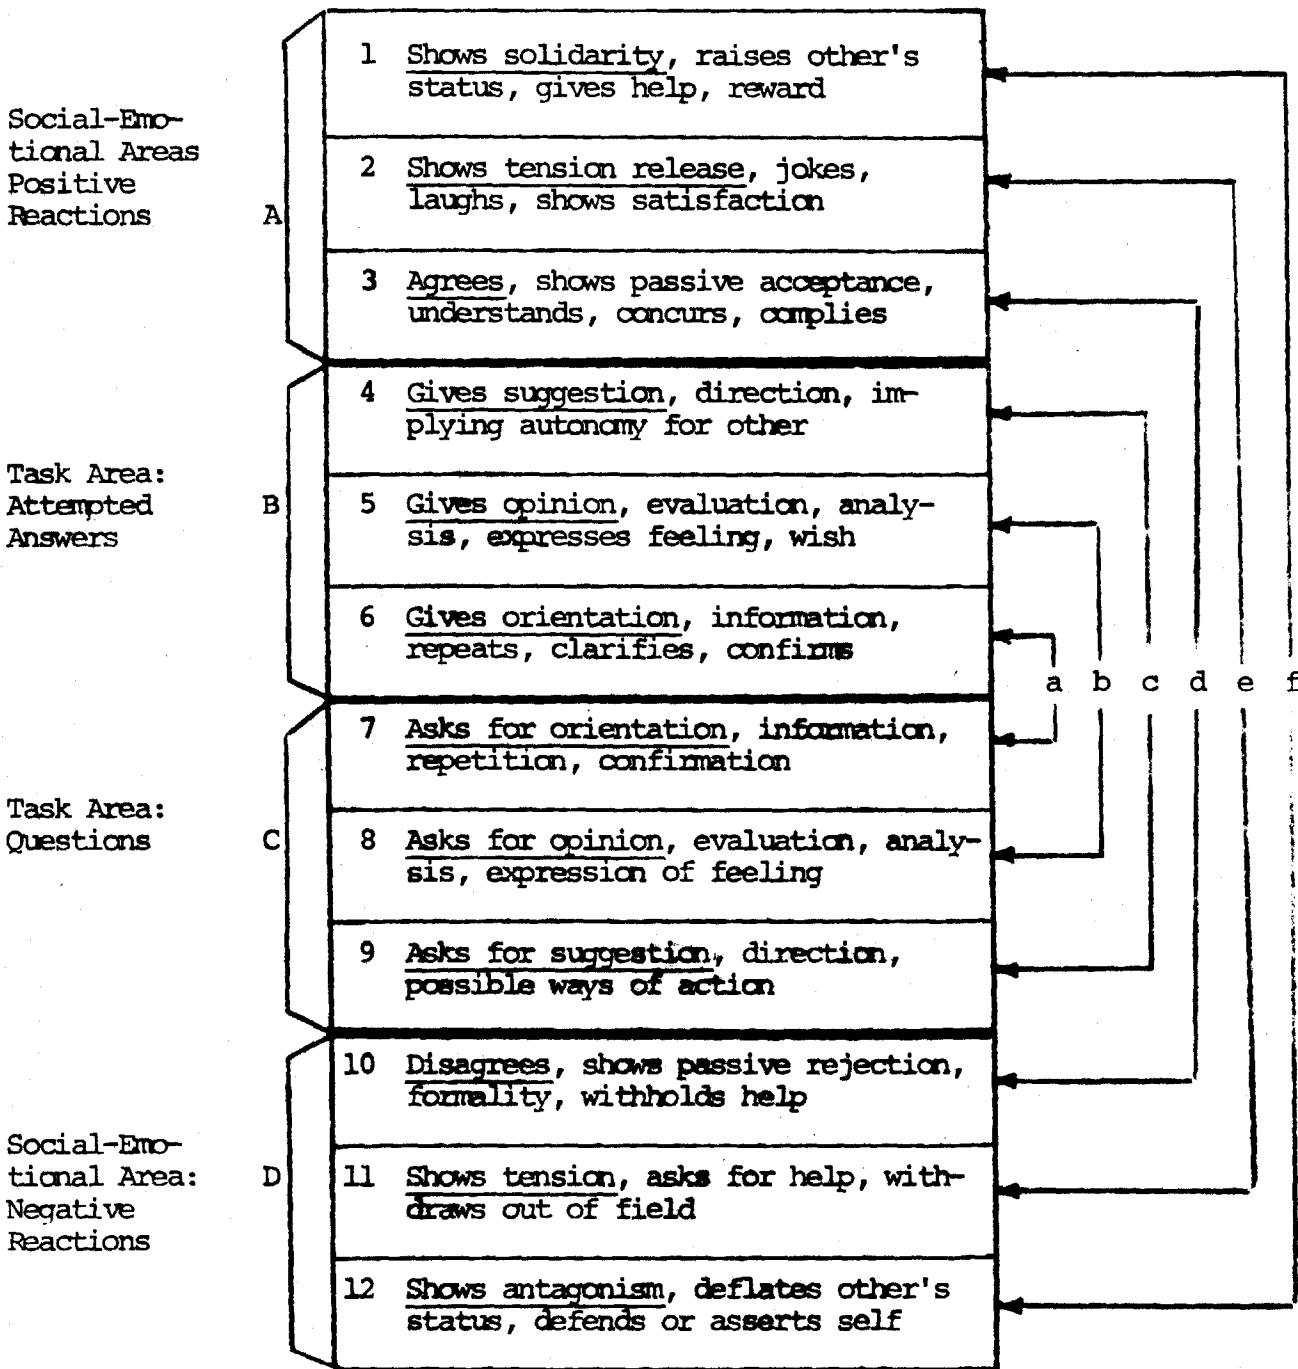 1 Shows solidarity, raises other's
status, gives help, reward
Social-Emo-
tional Areas
Positive
Reactions A
2 Shows tension release, jokes,
laughs, shows satisfaction
3 Agrees, shows passive acceptance,
understands, concurs, complies
4 Gives suggestion, direction, im-
plying autonomy for other
Task Area:
Attempted
Answers B
5 Gives opinion, evaluation, analy-
sis, expresses feeling, wish
6 Gives orientation, information,
repeats, clarifies, confirms
a b c d e f
7 Asks for orientation, information,
repetition, confirmation
Task Area:
Questions C
8 Asks for opinion, evaluation, analy-
sis, expression of feeling
9 Asks for suggestion, direction,
possible ways of action
10 Disagrees, shows passive rejection,
formality, withholds help
Social-Emo-
tional Area: D
Negative
Reactions
11 Shows tension, asks for help, with-
draws out of field
12 Shows antagonism, deflates other's
status, defends or asserts self